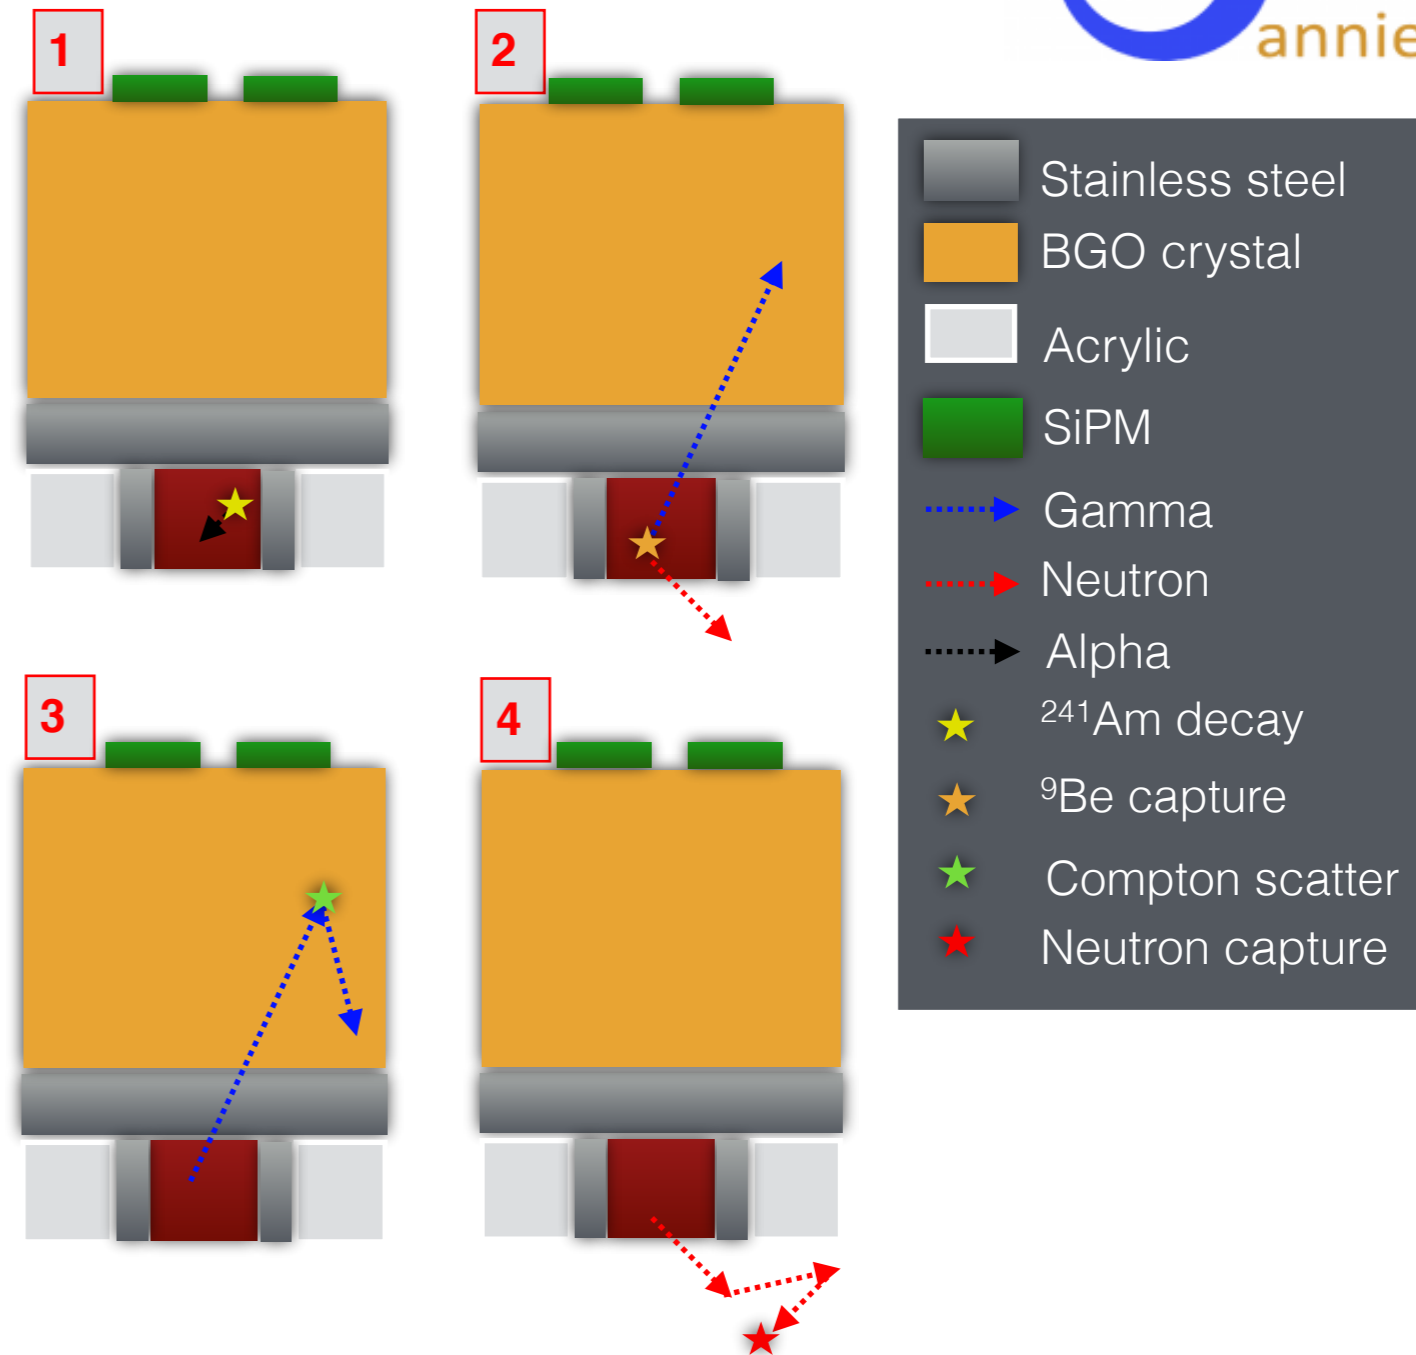 1
2
annie
Stainless steel
BGO crystal
Acrylic
SiPM
Gamma
Neutron
Alpha
²⁴¹Am decay
⁹Be capture
Compton scatter
Neutron capture
3
4